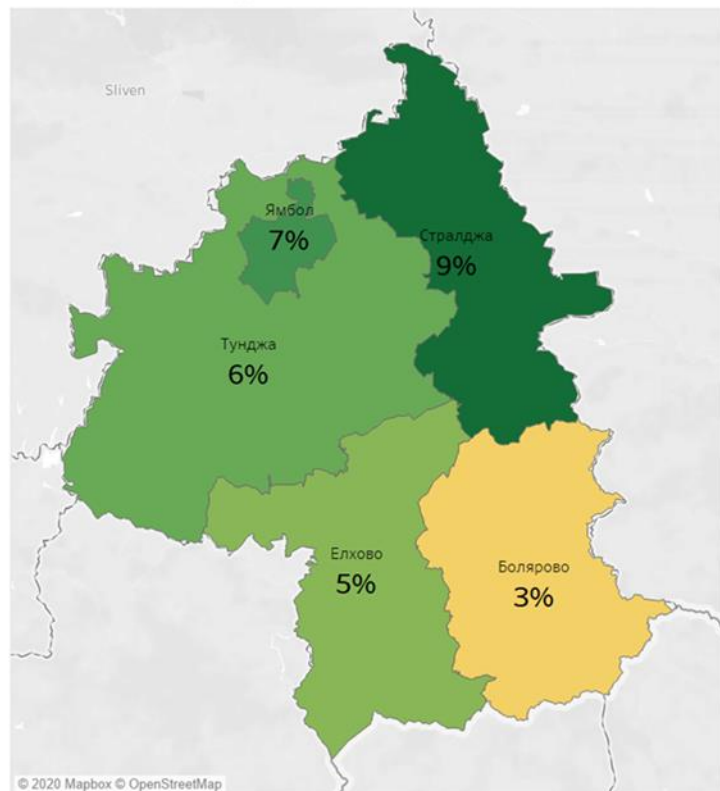 Sliven
Ямбол
7%
Стралджа
9%
Тунджа
6%
Елхово
5%
Болярово
3%
© 2020 Mapbox © OpenStreetMap